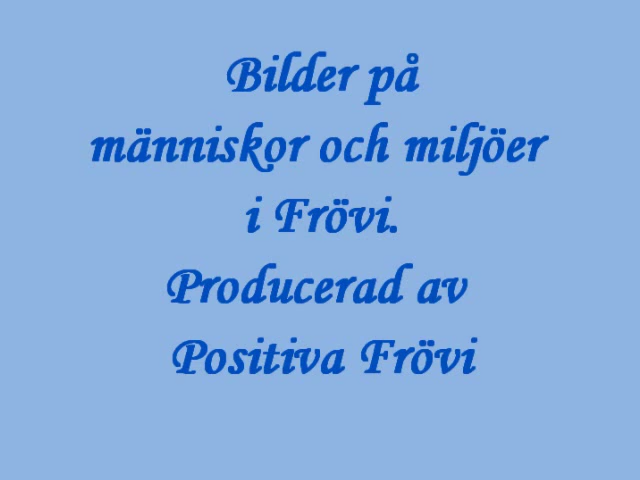 Bilder på
människor och miljöer
i Frövi.
Producerad av
Positiva Frövi